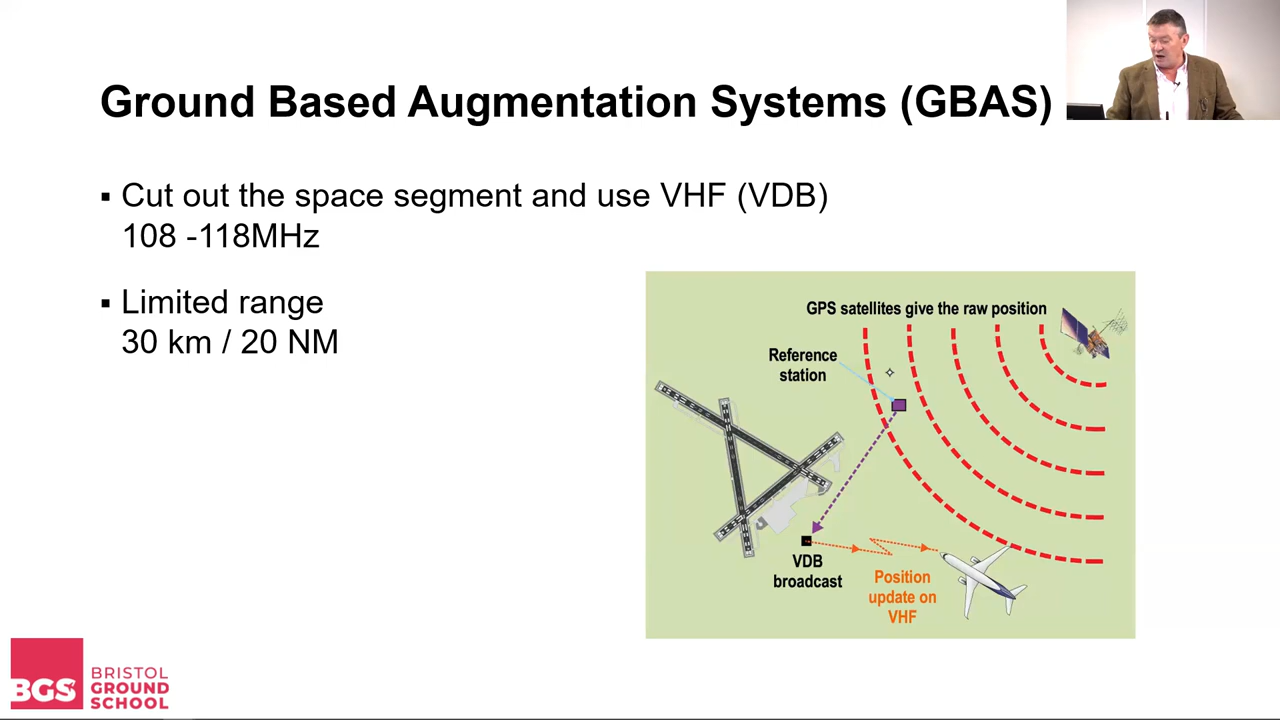 Ground Based Augmentation Systems (GBAS)
▪ Cut out the space segment and use VHF (VDB)
108 -118MHz
▪ Limited range
30 km / 20 NM
GPS satellites give the raw position
Reference
station
VDB
broadcast
Position
update on
VHF
BGS
BRISTOL
GROUND
SCHOOL